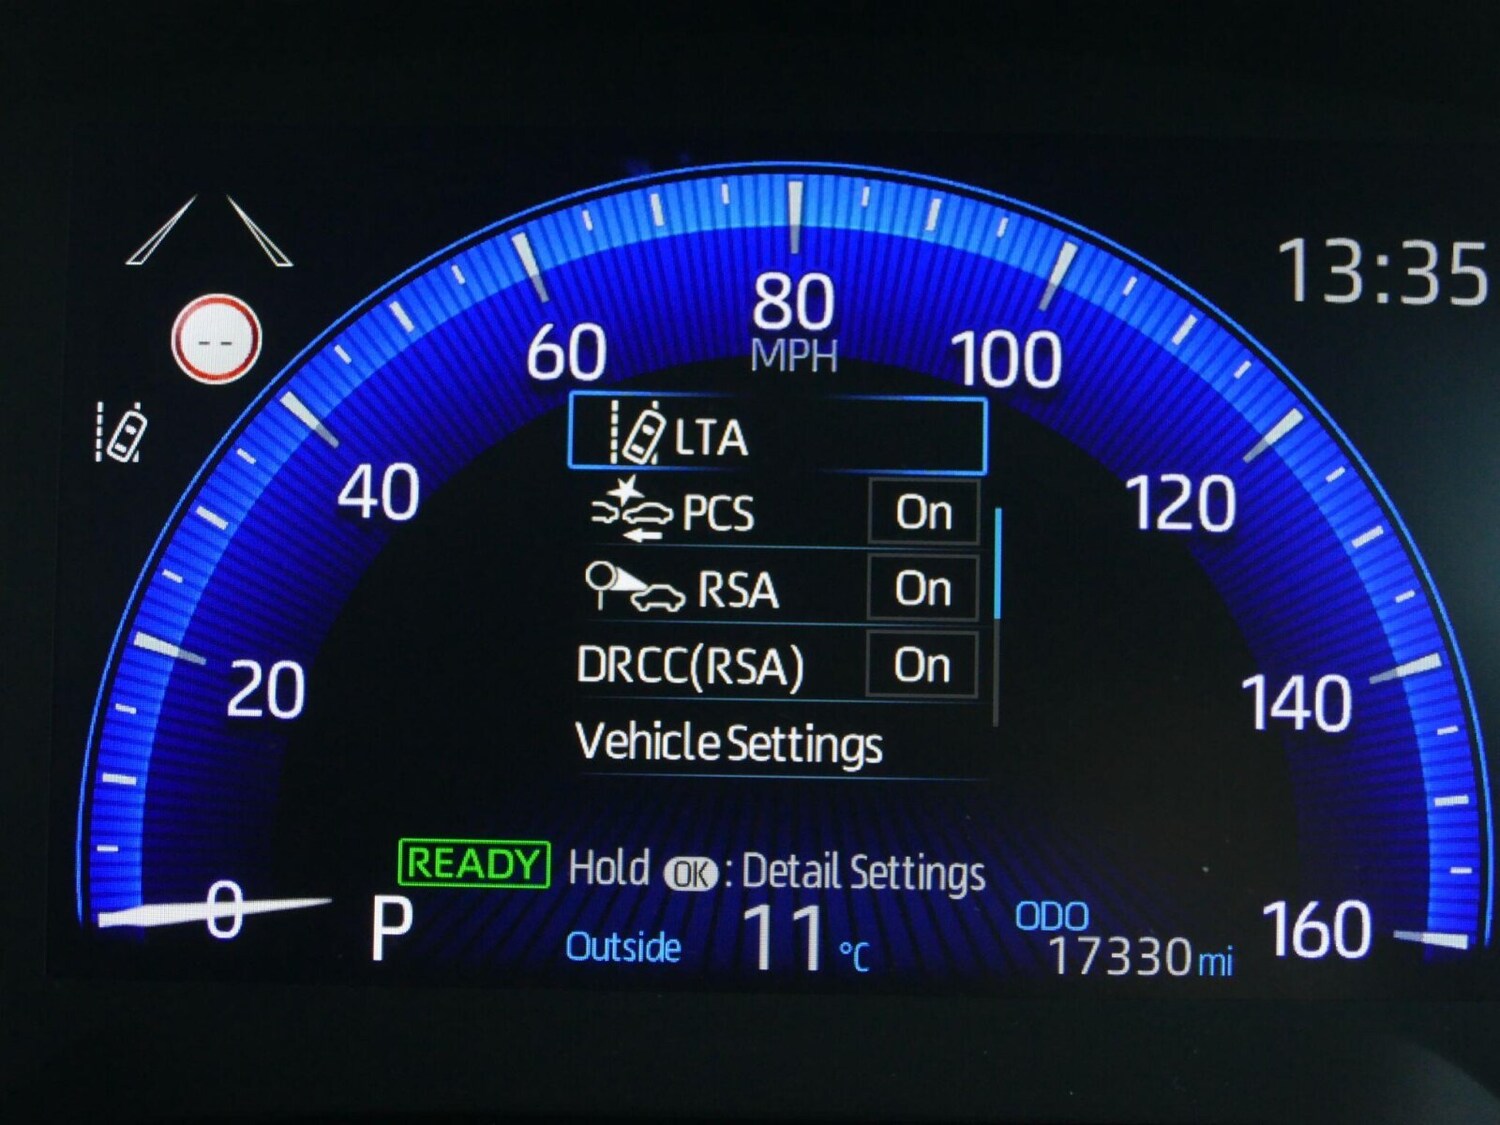 13:35
80
MPH
60
100
40
120
20
140
0
160
--
LTA
PCS On
RSA On
DRCC(RSA) On
Vehicle Settings
READY Hold OK : Detail Settings
P
Outside 11 °C
ODO
17330 mi